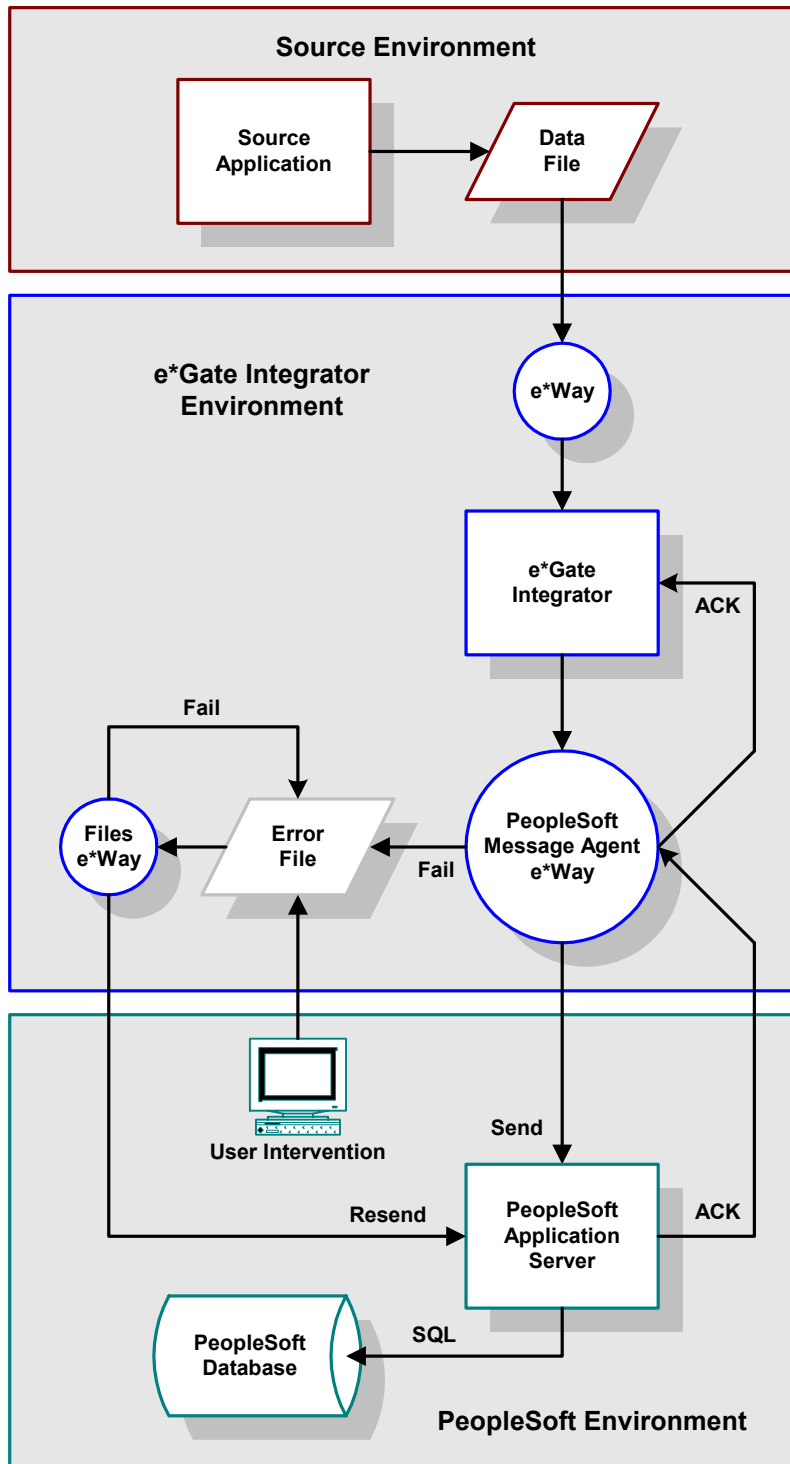 Source Environment
Source
Application
Data
File
e*Gate Integrator
Environment
e*Way
e*Gate
Integrator
ACK
Fail
Files
e*Way
Error
File
Fail
PeopleSoft
Message Agent
e*Way
User Intervention
Send
Resend
PeopleSoft
Application
Server
ACK
SQL
PeopleSoft
Database
PeopleSoft Environment